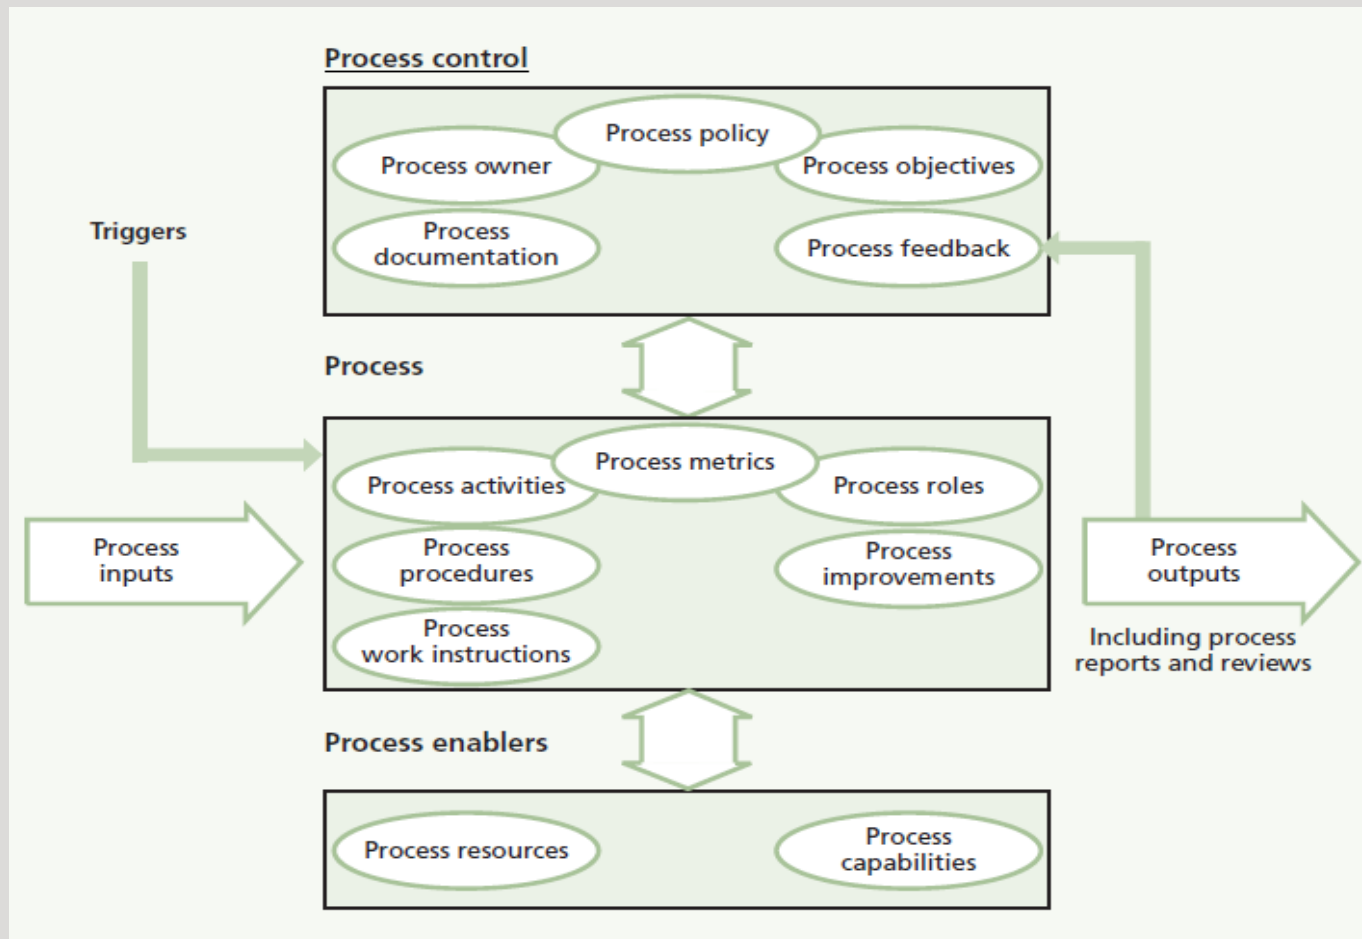 Process control
Process policy
Process owner
Process objectives
Process
documentation
Process feedback
Triggers
Process
Process metrics
Process activities
Process roles
Process
inputs
Process
procedures
Process
improvements
Process
outputs
Process
work instructions
Including process
reports and reviews
Process enablers
Process resources
Process
capabilities